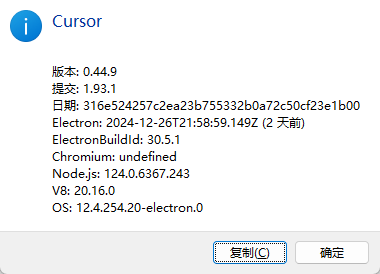 Cursor
版本: 0.44.9
提交: 1.93.1
日期: 316e524257c2ea23b755332b0a72c50cf23e1b00
Electron: 2024-12-26T21:58:59.149Z (2 天前)
ElectronBuildId: 30.5.1
Chromium: undefined
Node.js: 124.0.6367.243
V8: 20.16.0
OS: 12.4.254.20-electron.0
复制(C)
确定